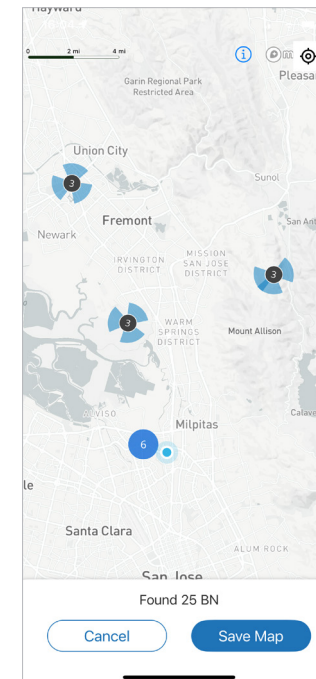 Hayward
0 2 mi 4 mi
i
Pleasa
Garin Regional Park
Restricted Area
Union City
3
Sunol
Fremont
San Ant
Newark
IRVINGTON
DISTRICT
MISSION
SAN JOSE
DISTRICT
3
3
WARM
SPRINGS
DISTRICT
Mount Allison
ALVISO
Calave
Milpitas
6
le
Santa Clara
ALUM ROCK
San Jose
Found 25 BN
Cancel
Save Map